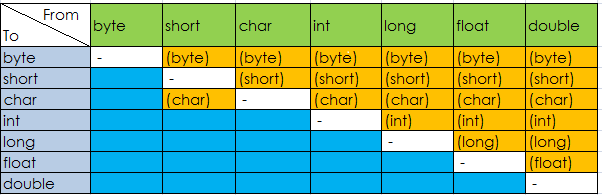 From
To byte short char int long float double
byte - (byte) (byte) (byte) (byte) (byte) (byte)
short - (short) (short) (short) (short) (short)
char (char) - (char) (char) (char) (char)
int - (int) (int) (int)
long - (long) (long)
float - (float)
double -